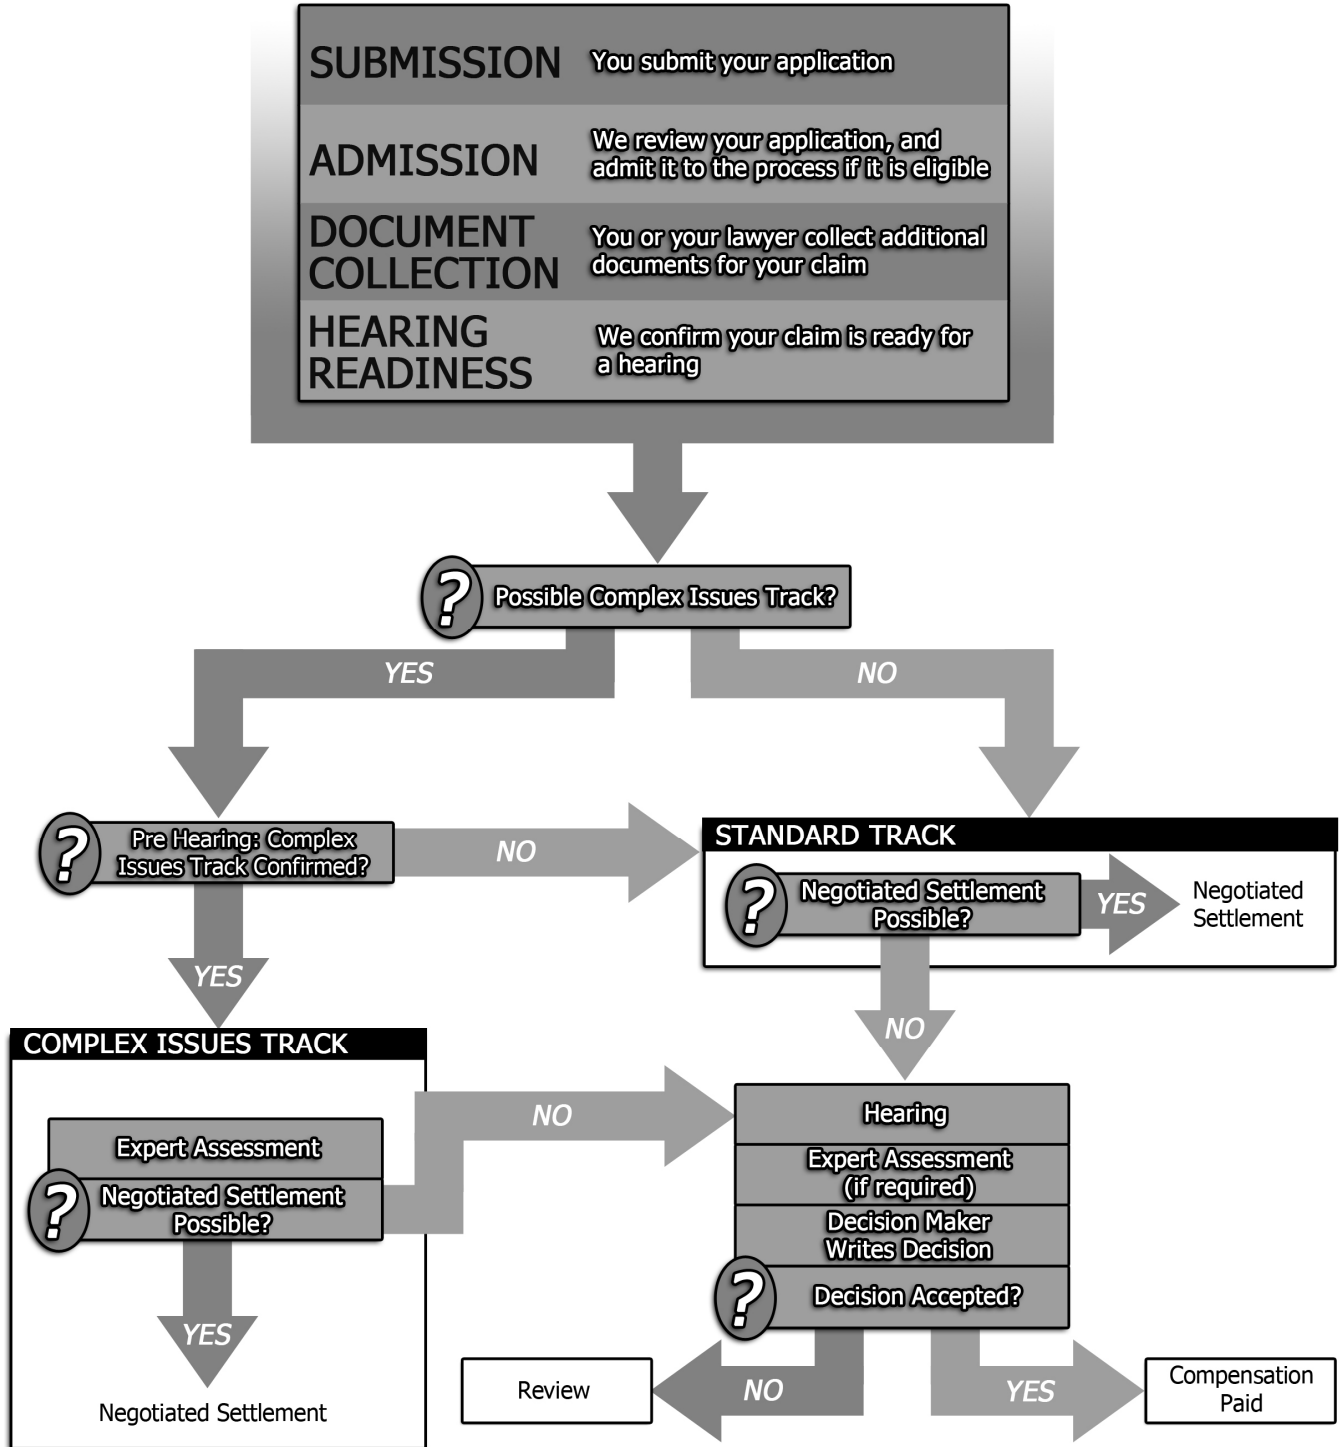 SUBMISSION
You submit your application
ADMISSION
We review your application, and
admit it to the process if it is eligible
DOCUMENT
COLLECTION
You or your lawyer collect additional
documents for your claim
HEARING
READINESS
We confirm your claim is ready for
a hearing
?
Possible Complex Issues Track?
YES
NO
?
Pre Hearing: Complex
Issues Track Confirmed?
NO
YES
STANDARD TRACK
?
Negotiated Settlement
Possible?
YES
Negotiated
Settlement
NO
COMPLEX ISSUES TRACK
Expert Assessment
?
Negotiated Settlement
Possible?
NO
YES
Negotiated Settlement
Hearing
Expert Assessment
(if required)
Decision Maker
Writes Decision
?
Decision Accepted?
NO
YES
Review
Compensation
Paid